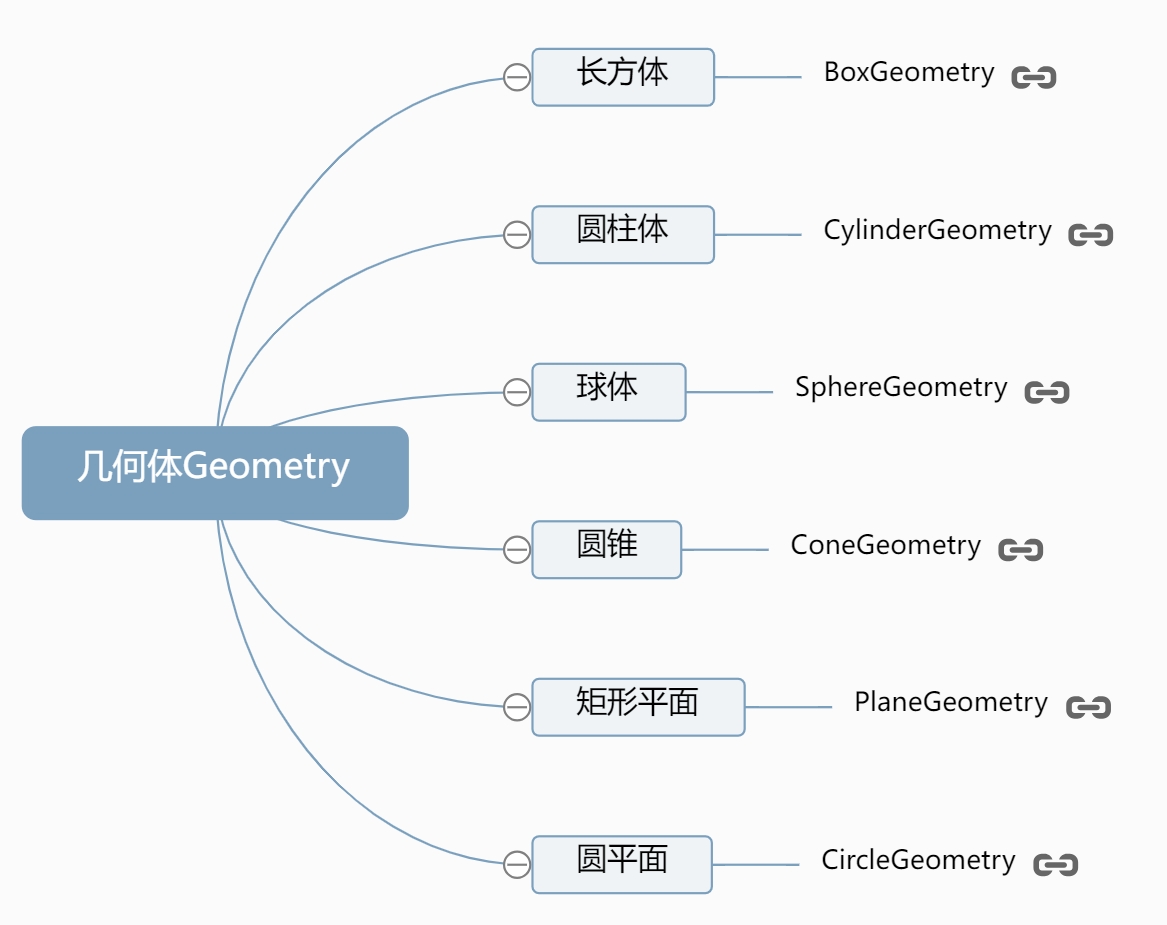 长方体 BoxGeometry
圆柱体 CylinderGeometry
球体 SphereGeometry
几何体Geometry
圆锥 ConeGeometry
矩形平面 PlaneGeometry
圆平面 CircleGeometry